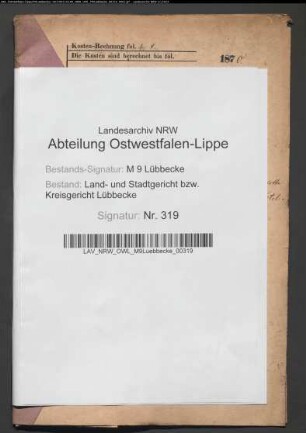 Kosten-Rechnung fol.
Die Kosten sind berechnet bis fol.
187
Landesarchiv NRW
Abteilung Ostwestfalen-Lippe
Bestands-Signatur: M 9 Lübbecke
Bestand: Land- und Stadtgericht bzw.
Kreisgericht Lübbecke
Signatur: Nr. 319
LAV_NRW_OWL_M9Luebbecke_00319